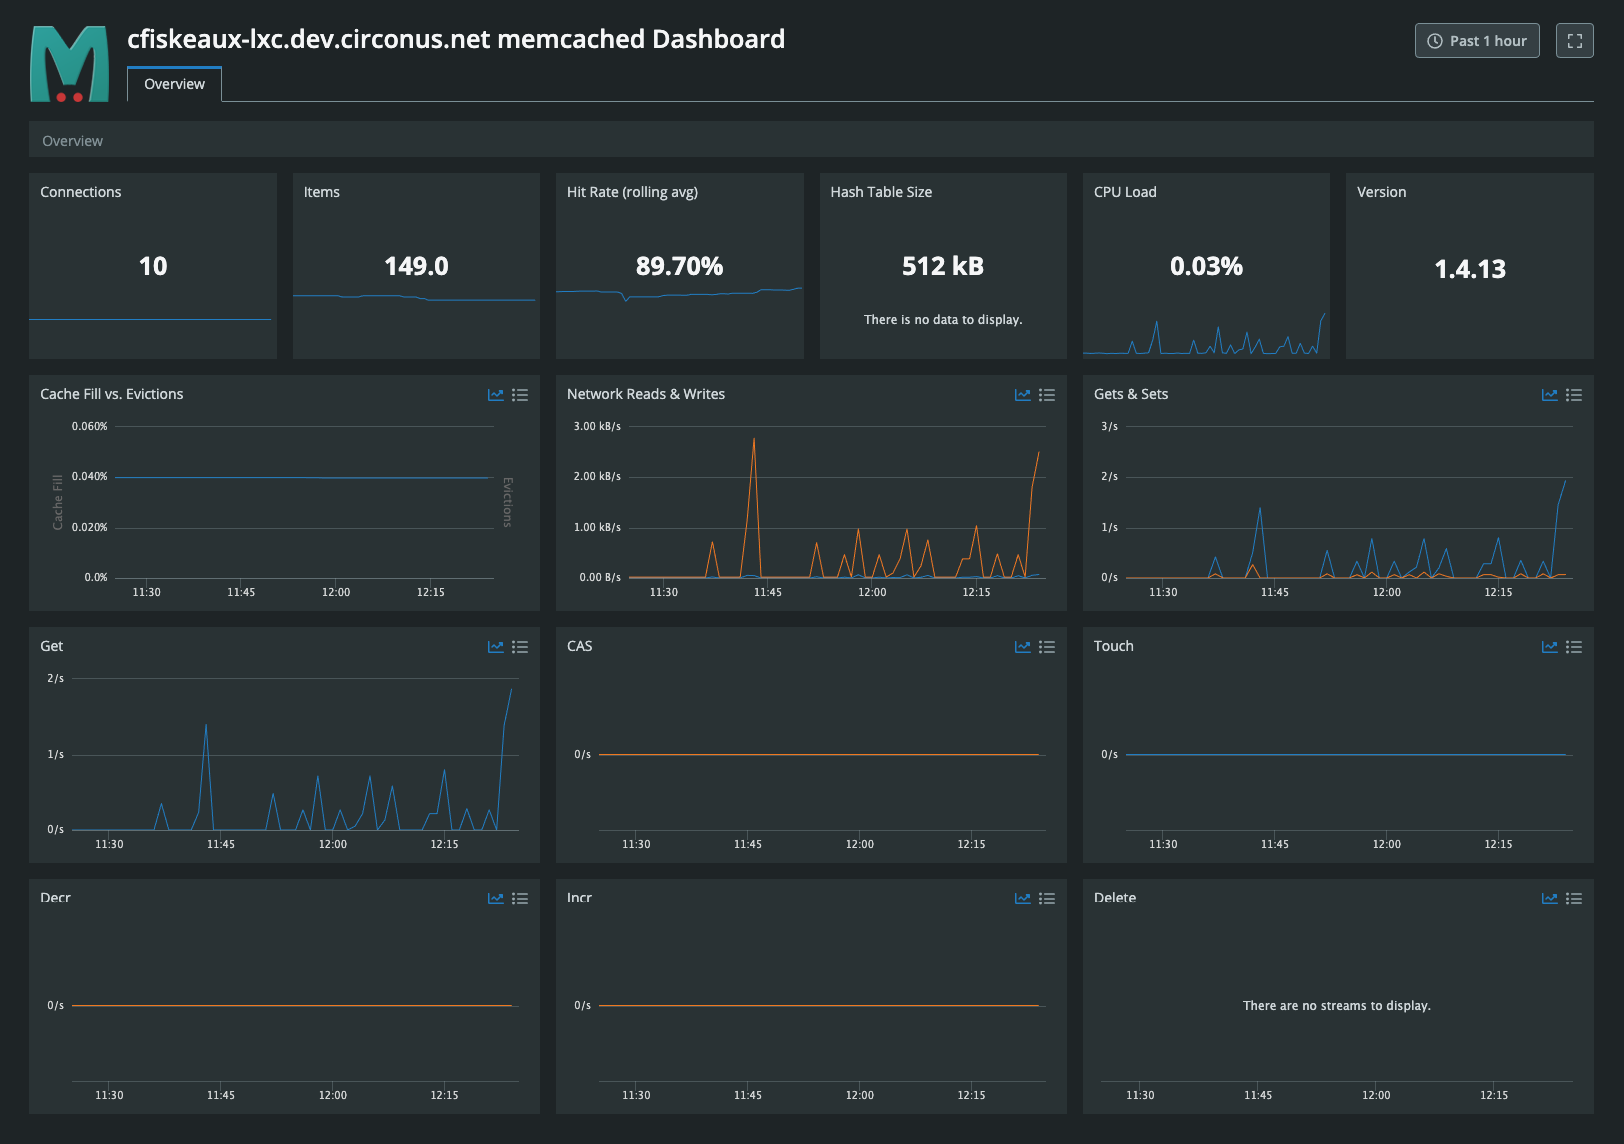 cfiskeaux-lxc.dev.circonus.net memcached Dashboard
Past 1 hour
Overview
Overview
Connections
10
Items
149.0
Hit Rate (rolling avg)
89.70%
Hash Table Size
512 kB
There is no data to display.
CPU Load
0.03%
Version
1.4.13
Cache Fill vs. Evictions
0.060%
0.040%
0.020%
0.0%
Cache Fill
Evictions
11:30 11:45 12:00 12:15
Network Reads & Writes
3.00 kB/s
2.00 kB/s
1.00 kB/s
0.00 B/s
11:30 11:45 12:00 12:15
Gets & Sets
3/s
2/s
1/s
0/s
11:30 11:45 12:00 12:15
Get
2/s
1/s
0/s
11:30 11:45 12:00 12:15
CAS
0/s
11:30 11:45 12:00 12:15
Touch
0/s
11:30 11:45 12:00 12:15
Decr
0/s
11:30 11:45 12:00 12:15
Incr
0/s
11:30 11:45 12:00 12:15
Delete
There are no streams to display.
11:30 11:45 12:00 12:15